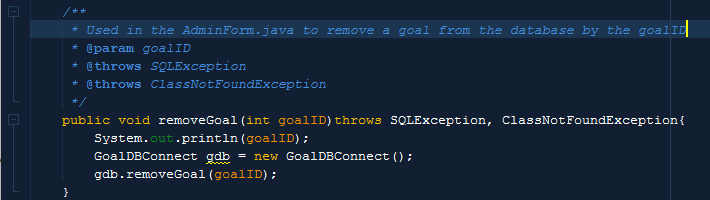 /**
* Used in the AdminForm.java to remove a goal from the database by the goalID
* @param goalID
* @throws SQLException
* @throws ClassNotFoundException
*/
public void removeGoal(int goalID)throws SQLException, ClassNotFoundException{
System.out.println(goalID);
GoalDBConnect gdb = new GoalDBConnect();
gdb.removeGoal(goalID);
}